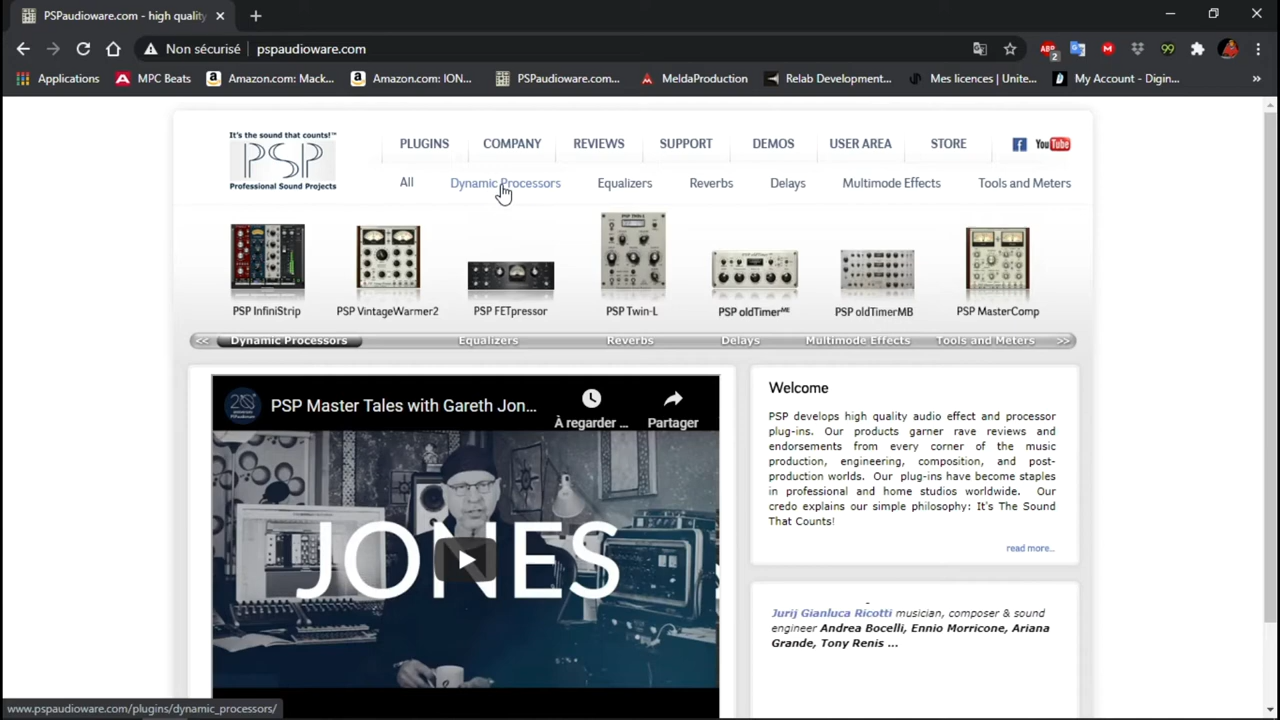 PSPaudioware.com - high quality
Non sécurisé
pspaudioware.com
ABP
2
99
Applications
MPC Beats
Amazon.com: Mack...
Amazon.com: ION...
PSPaudioware.com...
MeldaProduction
Relab Development...
Mes licences | Unite...
My Account - Digin...
»
It's the sound that counts!™
PSP
Professional Sound Projects
PLUGINS
COMPANY
REVIEWS
SUPPORT
DEMOS
USER AREA
STORE
YouTube
All
Dynamic Processors
Equalizers
Reverbs
Delays
Multimode Effects
Tools and Meters
PSP InfiniStrip
PSP VintageWarmer2
PSP FETpressor
PSP Twin-L
PSP oldTimerME
PSP oldTimerMB
PSP MasterComp
<<
Dynamic Processors
Equalizers
Reverbs
Delays
Multimode Effects
Tools and Meters
>>
PSP Master Tales with Gareth Jon...
À regarder ...
Partager
JONES
Welcome
PSP develops high quality audio effect and processor
plug-ins. Our products garner rave reviews and
endorsements from every corner of the music
production, engineering, composition, and post-
production worlds. Our plug-ins have become staples
in professional and home studios worldwide. Our
credo explains our simple philosophy: It's The Sound
That Counts!
read more...
Jurij Gianluca Ricotti musician, composer & sound
engineer Andrea Bocelli, Ennio Morricone, Ariana
Grande, Tony Renis ...
www.pspaudioware.com/plugins/dynamic_processors/